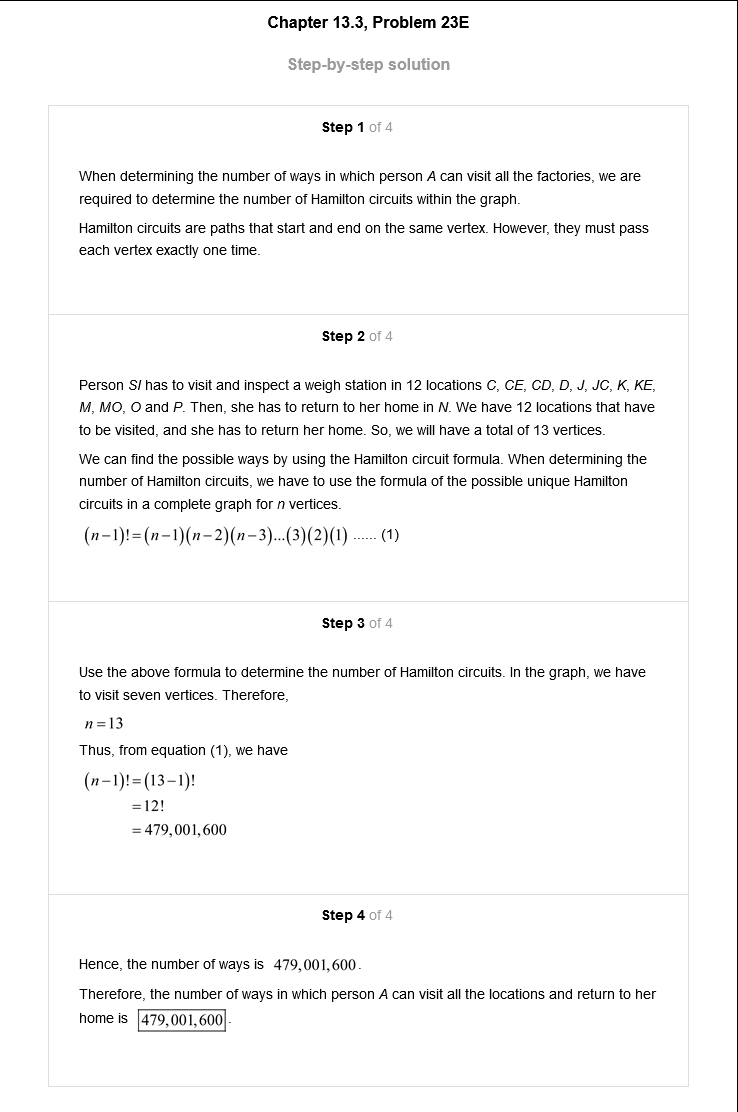 Chapter 13.3, Problem 23E
Step-by-step solution
Step 1 of 4
When determining the number of ways in which person A can visit all the factories, we are
required to determine the number of Hamilton circuits within the graph.
Hamilton circuits are paths that start and end on the same vertex. However, they must pass
each vertex exactly one time.
Step 2 of 4
Person SI has to visit and inspect a weigh station in 12 locations C, CE, CD, D, J, JC, K, KE,
M, MO, O and P. Then, she has to return to her home in N. We have 12 locations that have
to be visited, and she has to return her home. So, we will have a total of 13 vertices.
We can find the possible ways by using the Hamilton circuit formula. When determining the
number of Hamilton circuits, we have to use the formula of the possible unique Hamilton
circuits in a complete graph for n vertices.
(n−1)!=(n−1)(n−2)(n−3)...(3)(2)(1) ...... (1)
Step 3 of 4
Use the above formula to determine the number of Hamilton circuits. In the graph, we have
to visit seven vertices. Therefore,
n=13
Thus, from equation (1), we have
(n−1)!=(13−1)!
=12!
=479,001,600
Step 4 of 4
Hence, the number of ways is 479,001,600.
Therefore, the number of ways in which person A can visit all the locations and return to her
home is 479,001,600.